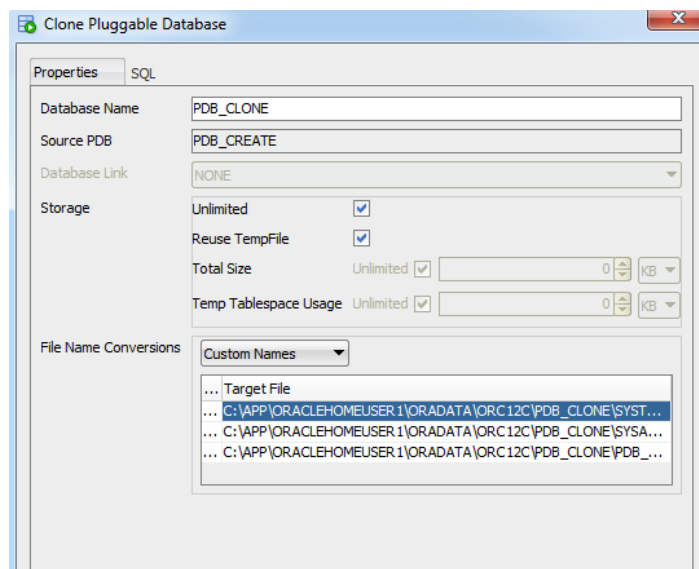 Clone Pluggable Database
Properties SQL
Database Name PDB_CLONE
Source PDB PDB_CREATE
Database Link NONE
Storage Unlimited
Reuse TempFile
Total Size Unlimited 0 KB
Temp Tablespace Usage Unlimited 0 KB
File Name Conversions Custom Names
... Target File
... C:\APP\ORACLEHOMEUSER1\ORADATA\ORC12C\PDB_CLONE\SYST...
... C:\APP\ORACLEHOMEUSER1\ORADATA\ORC12C\PDB_CLONE\SYSA...
... C:\APP\ORACLEHOMEUSER1\ORADATA\ORC12C\PDB_CLONE\PDB_...